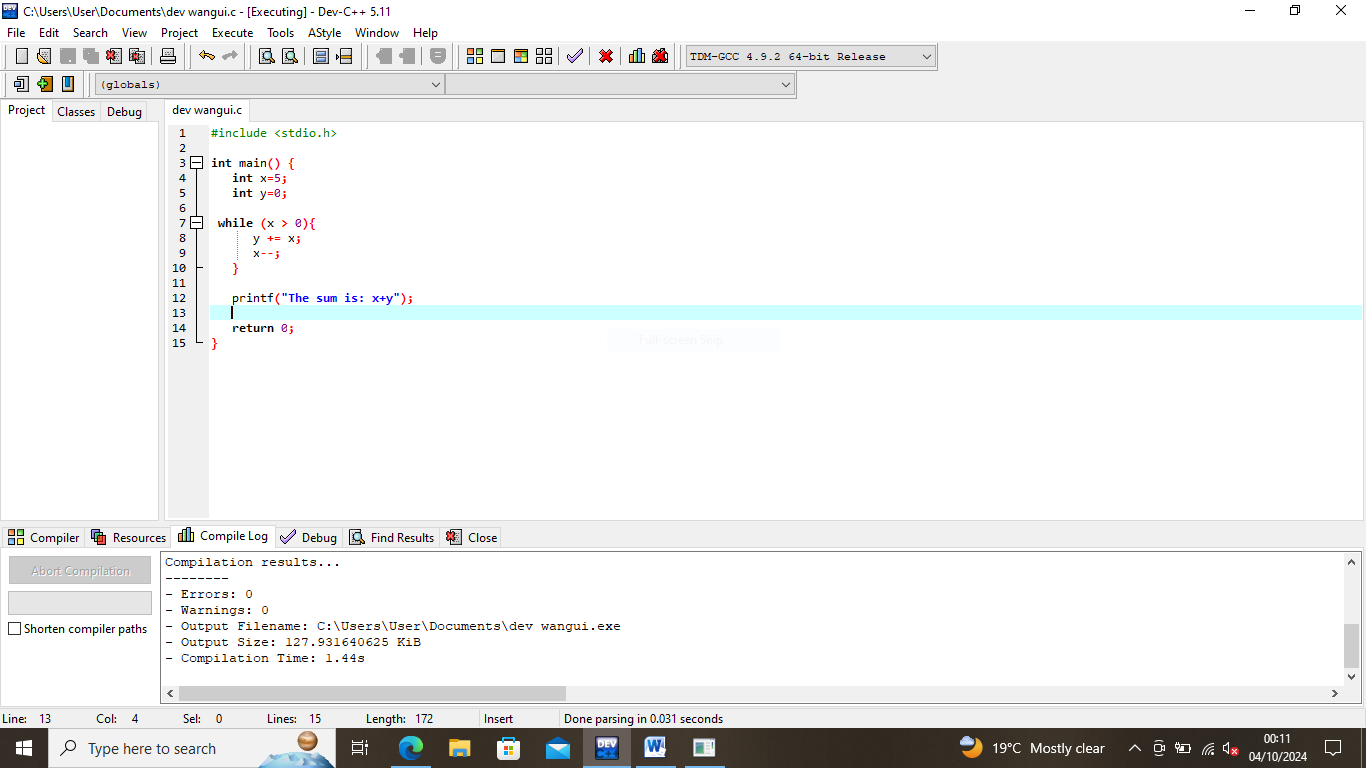 C:\Users\User\Documents\dev wangui.c - [Executing] - Dev-C++ 5.11
File Edit Search View Project Execute Tools AStyle Window Help
TDM-GCC 4.9.2 64-bit Release
(globals)
Project Classes Debug
dev wangui.c
1 #include <stdio.h>
2
3 int main() {
4 int x=5;
5 int y=0;
6
7 while (x > 0){
8 y += x;
9 x--;
10 }
11
12 printf("The sum is: x+y");
13
14 return 0;
15 }
Full-screen Snip
Compiler Resources Compile Log Debug Find Results Close
Abort Compilation
Shorten compiler paths
Compilation results...
--------
- Errors: 0
- Warnings: 0
- Output Filename: C:\Users\User\Documents\dev wangui.exe
- Output Size: 127.931640625 KiB
- Compilation Time: 1.44s
Line: 13 Col: 4 Sel: 0 Lines: 15 Length: 172 Insert Done parsing in 0.031 seconds
Type here to search
DEV
W
19°C Mostly clear
00:11
04/10/2024